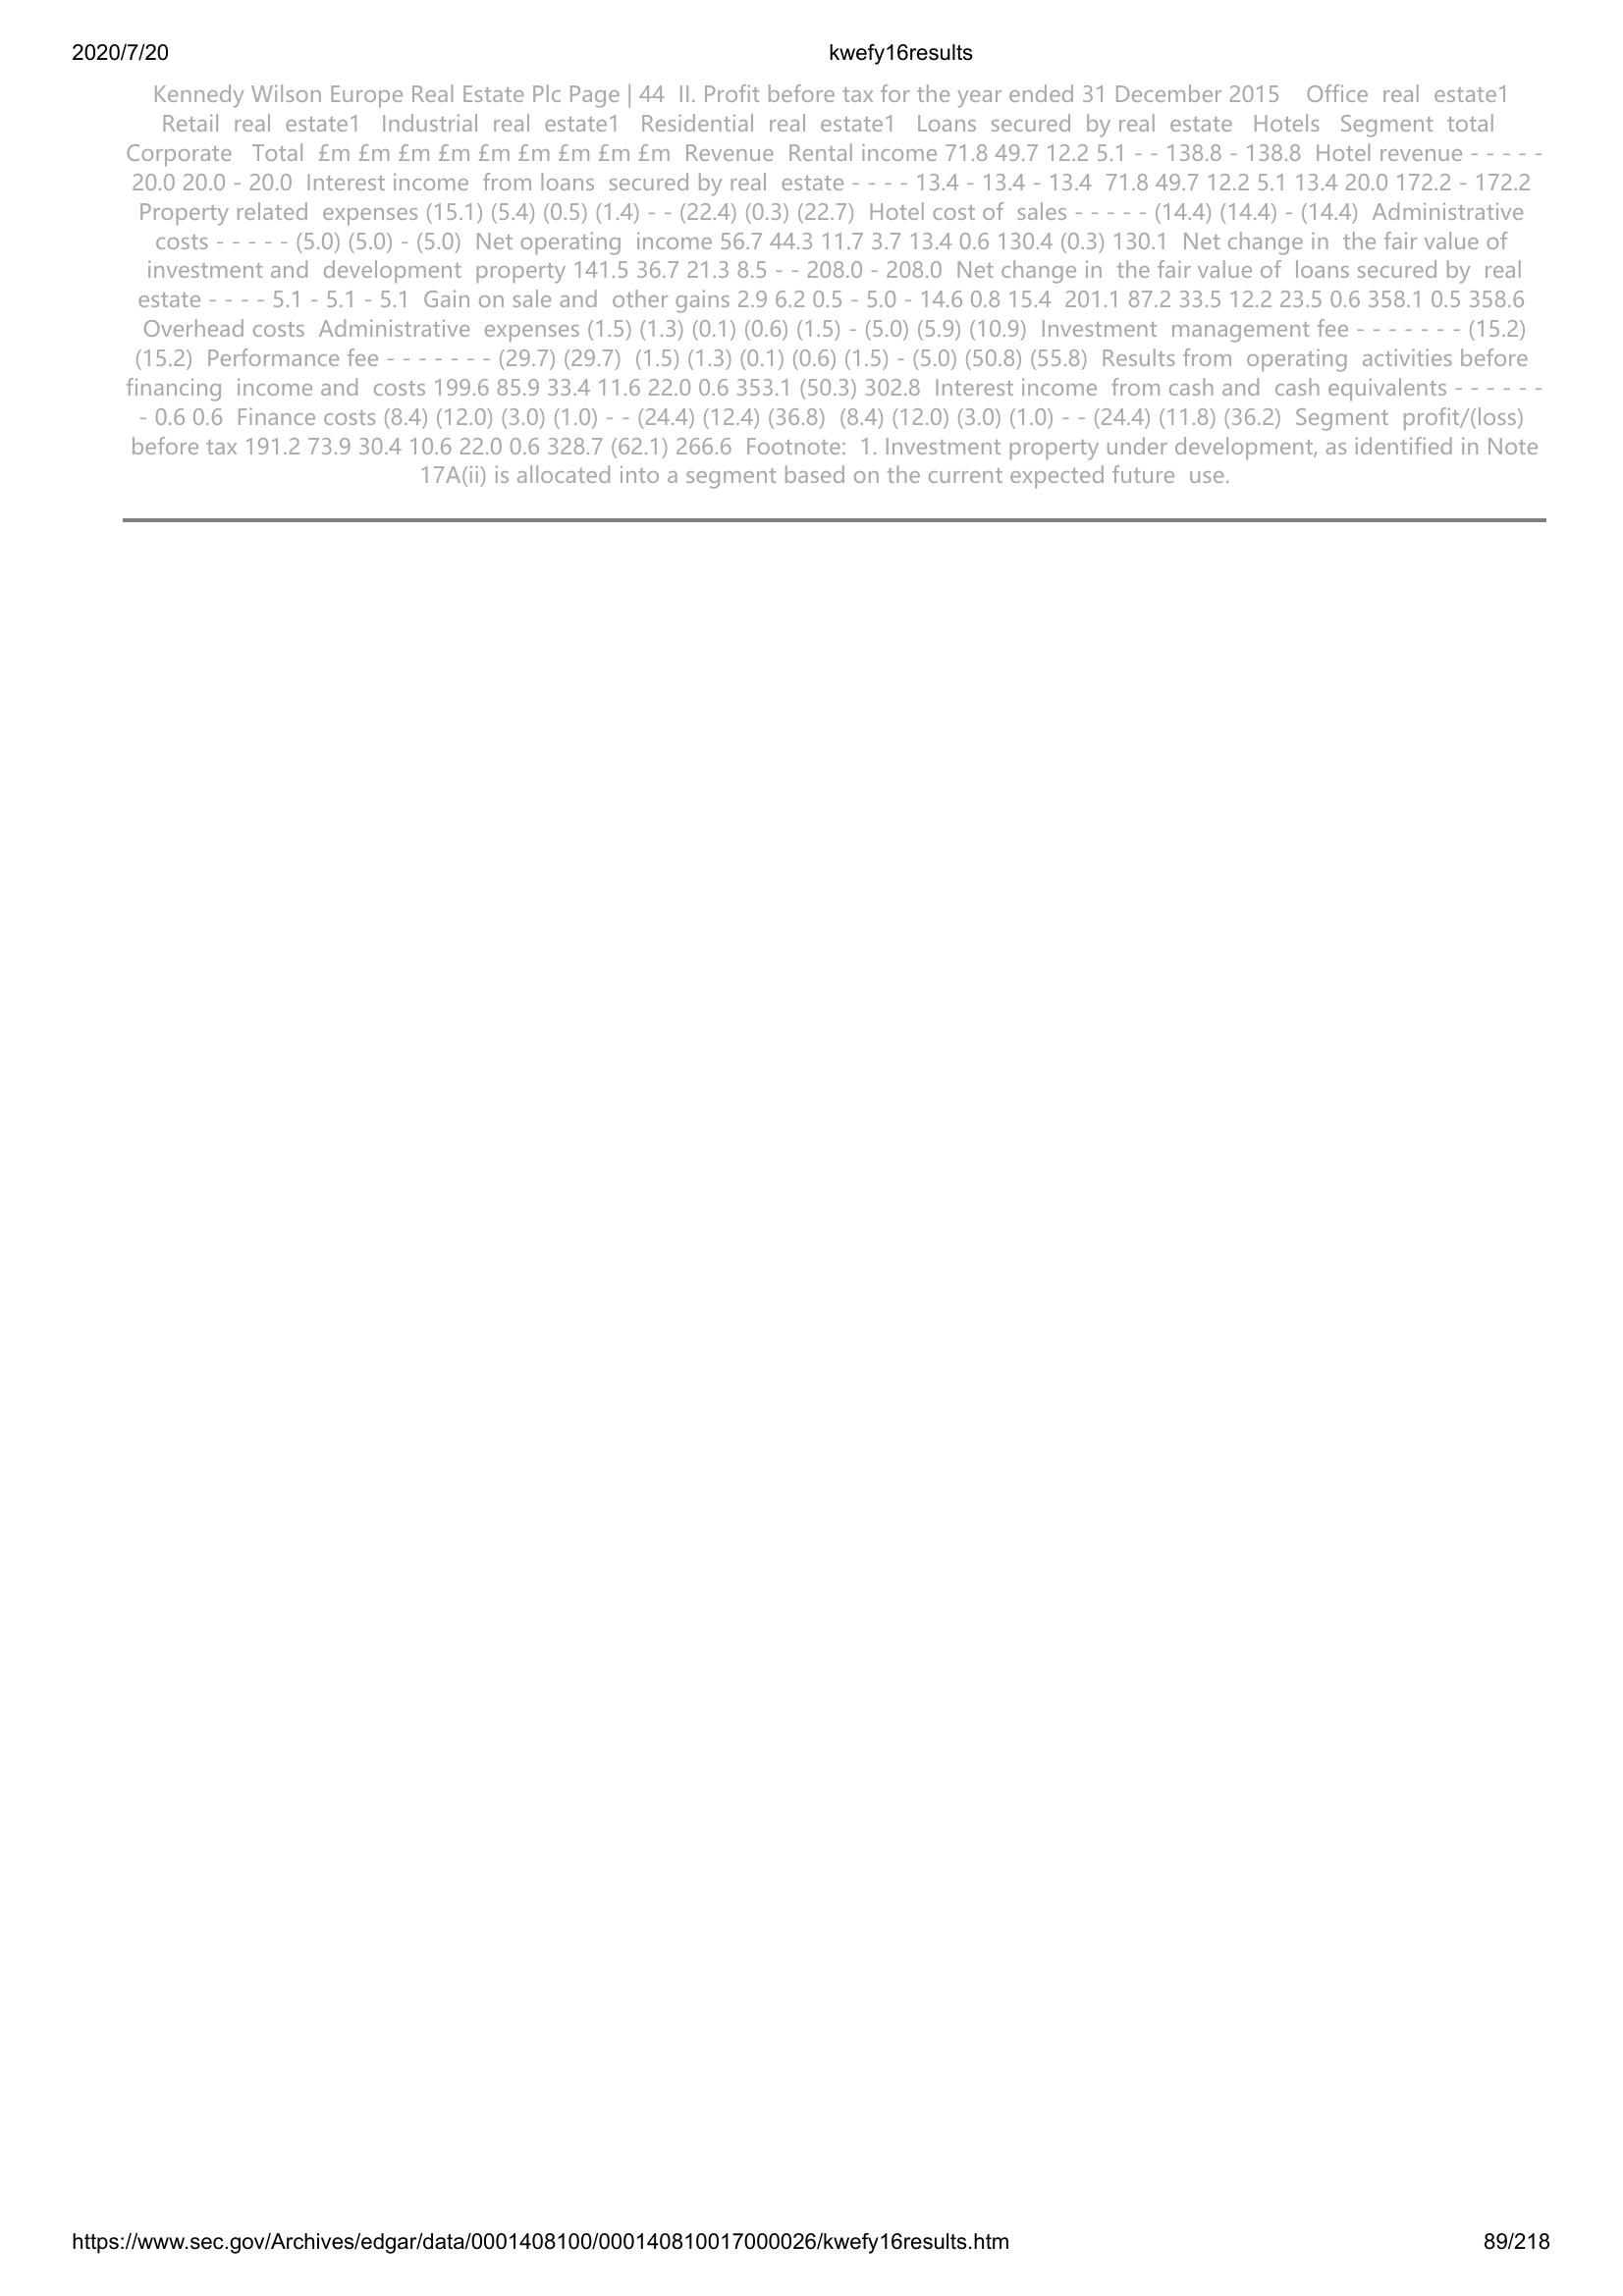 2020/7/20 kwefy16results
Kennedy Wilson Europe Real Estate Plc Page | 44 II. Profit before tax for the year ended 31 December 2015 Office real estate1
Retail real estate1 Industrial real estate1 Residential real estate1 Loans secured by real estate Hotels Segment total
Corporate Total £m £m £m £m £m £m £m £m £m Revenue Rental income 71.8 49.7 12.2 5.1 - - 138.8 - 138.8 Hotel revenue - - - - -
20.0 20.0 - 20.0 Interest income from loans secured by real estate - - - - 13.4 - 13.4 - 13.4 71.8 49.7 12.2 5.1 13.4 20.0 172.2 - 172.2
Property related expenses (15.1) (5.4) (0.5) (1.4) - - (22.4) (0.3) (22.7) Hotel cost of sales - - - - - (14.4) (14.4) - (14.4) Administrative
costs - - - - - (5.0) (5.0) - (5.0) Net operating income 56.7 44.3 11.7 3.7 13.4 0.6 130.4 (0.3) 130.1 Net change in the fair value of
investment and development property 141.5 36.7 21.3 8.5 - - 208.0 - 208.0 Net change in the fair value of loans secured by real
estate - - - - 5.1 - 5.1 - 5.1 Gain on sale and other gains 2.9 6.2 0.5 - 5.0 - 14.6 0.8 15.4 201.1 87.2 33.5 12.2 23.5 0.6 358.1 0.5 358.6
Overhead costs Administrative expenses (1.5) (1.3) (0.1) (0.6) (1.5) - (5.0) (5.9) (10.9) Investment management fee - - - - - - - (15.2)
(15.2) Performance fee - - - - - - - (29.7) (29.7) (1.5) (1.3) (0.1) (0.6) (1.5) - (5.0) (50.8) (55.8) Results from operating activities before
financing income and costs 199.6 85.9 33.4 11.6 22.0 0.6 353.1 (50.3) 302.8 Interest income from cash and cash equivalents - - - - - -
- 0.6 0.6 Finance costs (8.4) (12.0) (3.0) (1.0) - - (24.4) (12.4) (36.8) (8.4) (12.0) (3.0) (1.0) - - (24.4) (11.8) (36.2) Segment profit/(loss)
before tax 191.2 73.9 30.4 10.6 22.0 0.6 328.7 (62.1) 266.6 Footnote: 1. Investment property under development, as identified in Note
17A(ii) is allocated into a segment based on the current expected future use.
https://www.sec.gov/Archives/edgar/data/0001408100/000140810017000026/kwefy16results.htm 89/218